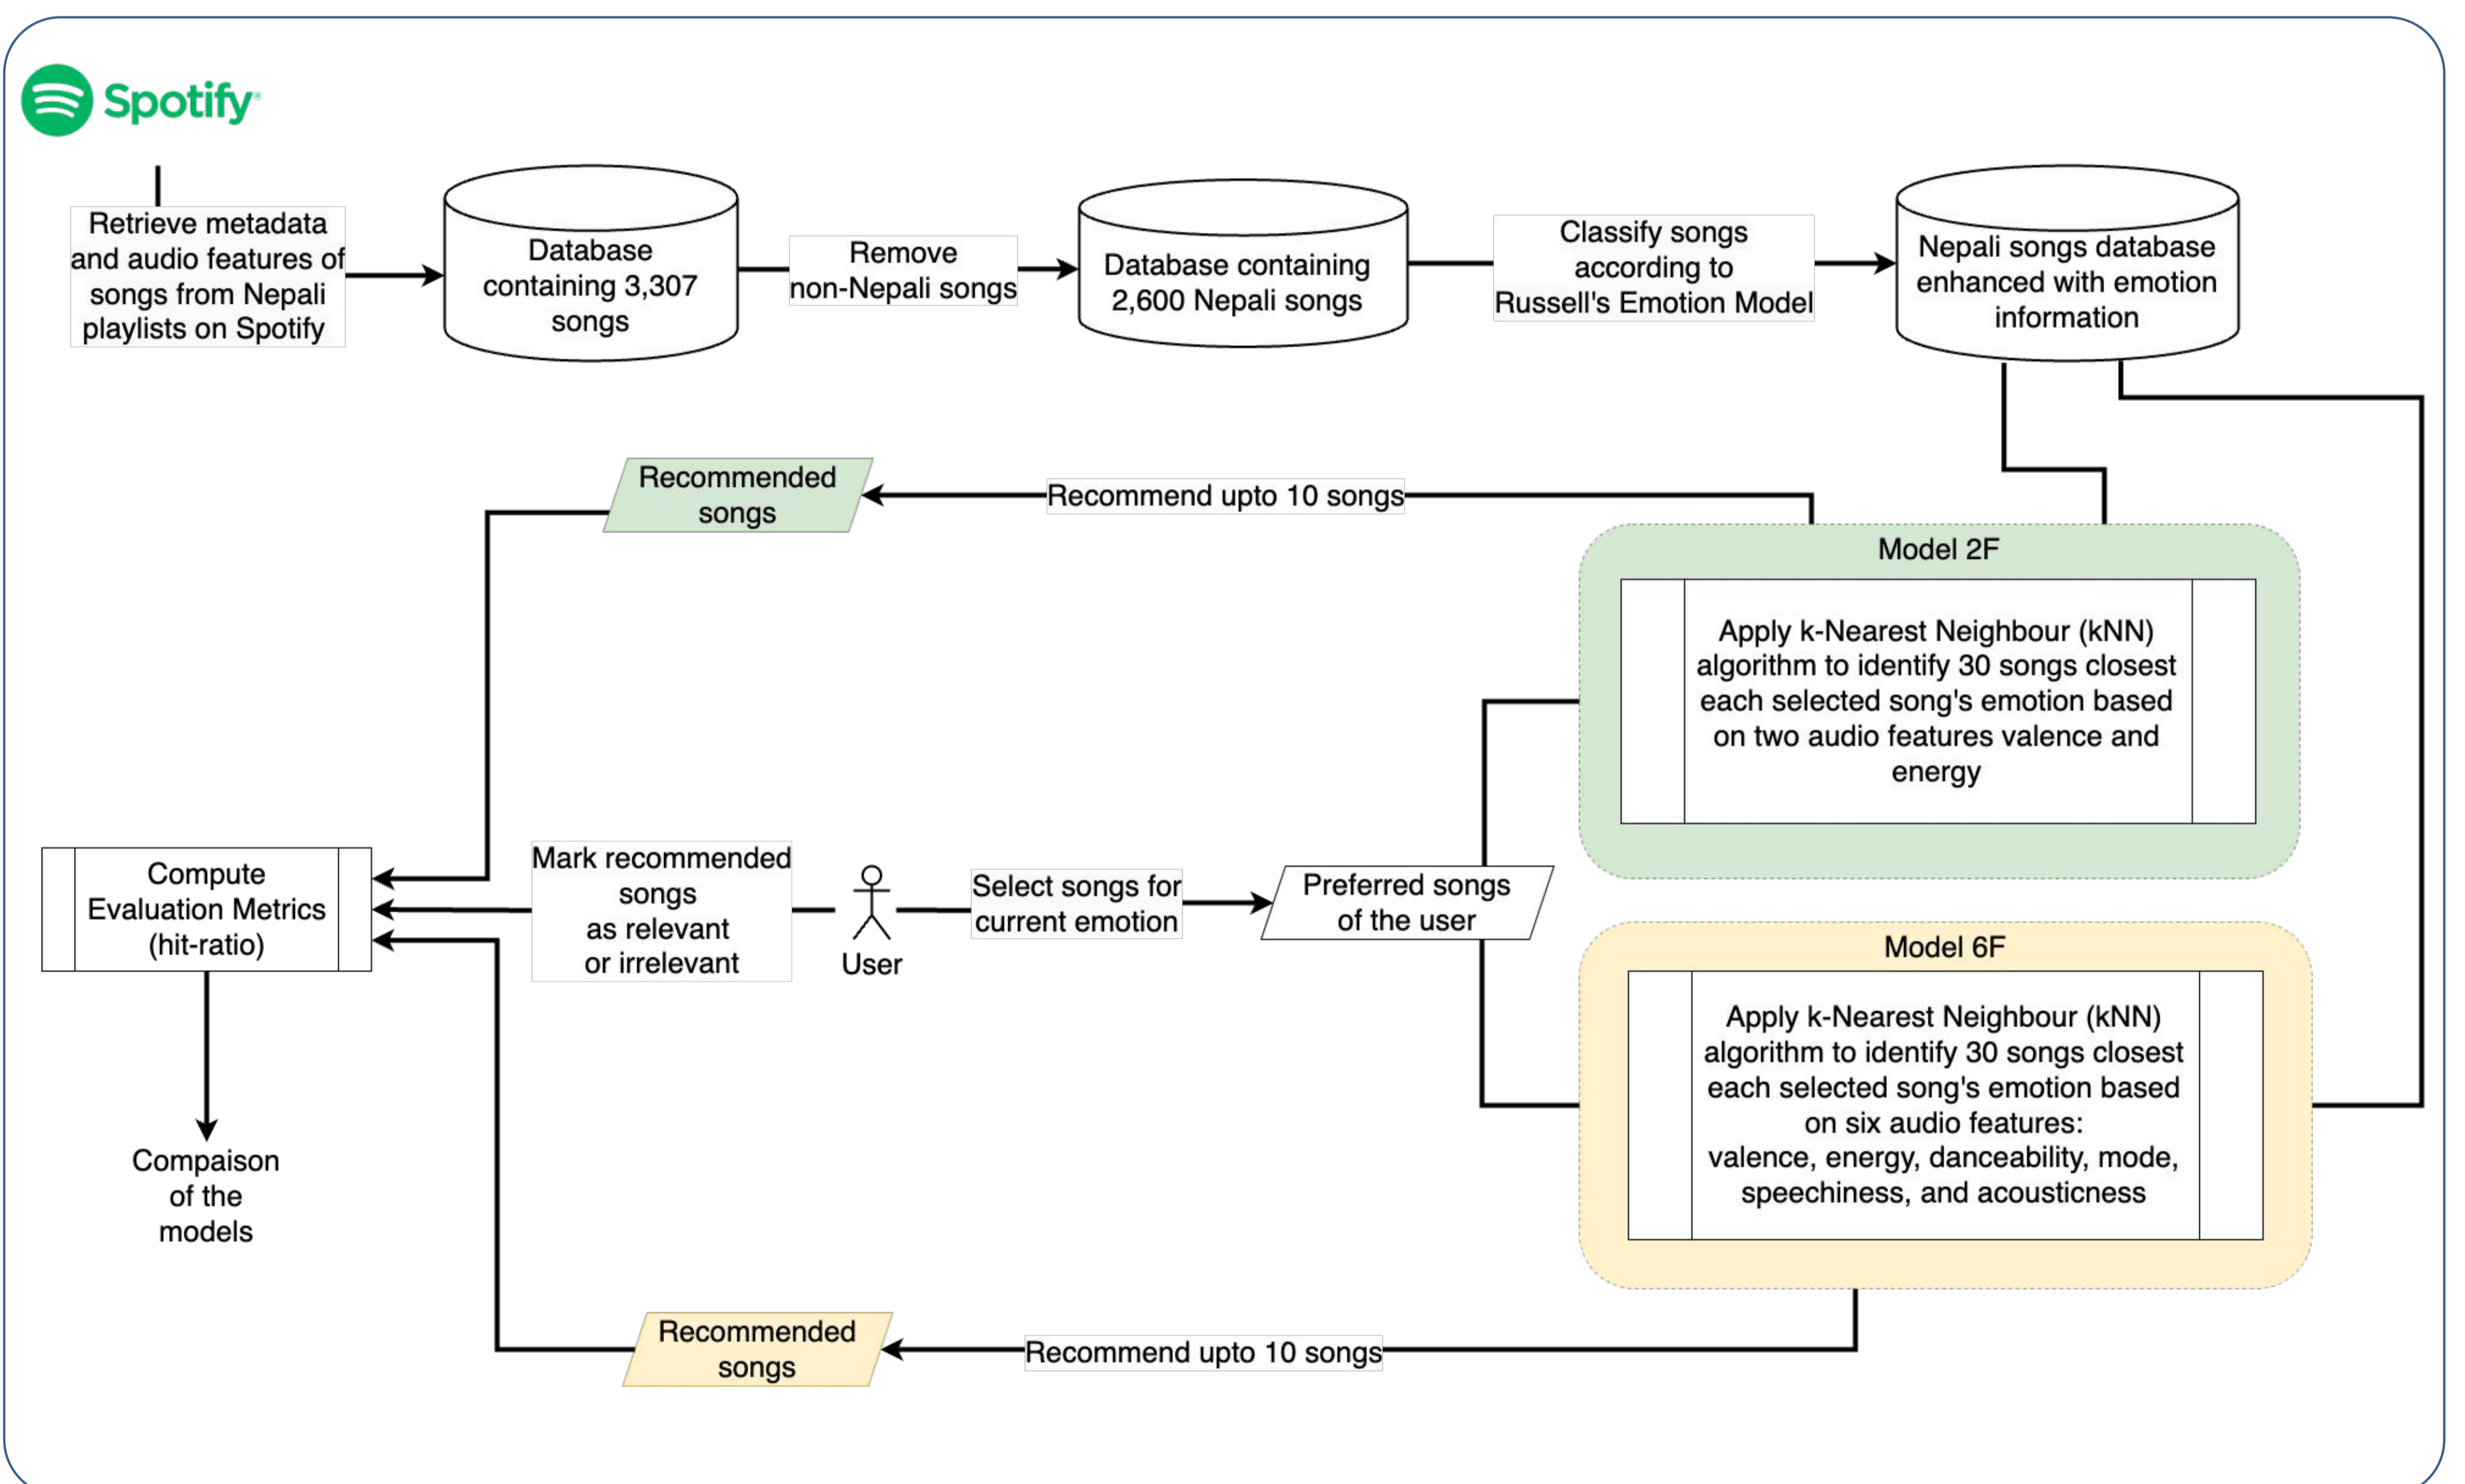 Spotify®
Retrieve metadata
and audio features of
songs from Nepali
playlists on Spotify
Database
containing 3,307
songs
Remove
non-Nepali songs
Database containing
2,600 Nepali songs
Classify songs
according to
Russell's Emotion Model
Nepali songs database
enhanced with emotion
information
Recommended
songs
Recommend upto 10 songs
Model 2F
Apply k-Nearest Neighbour (kNN)
algorithm to identify 30 songs closest
each selected song's emotion based
on two audio features valence and
energy
Compute
Evaluation Metrics
(hit-ratio)
Mark recommended
songs
as relevant
or irrelevant
User
Select songs for
current emotion
Preferred songs
of the user
Model 6F
Apply k-Nearest Neighbour (kNN)
algorithm to identify 30 songs closest
each selected song's emotion based
on six audio features:
valence, energy, danceability, mode,
speechiness, and acousticness
Compaison
of the
models
Recommended
songs
Recommend upto 10 songs